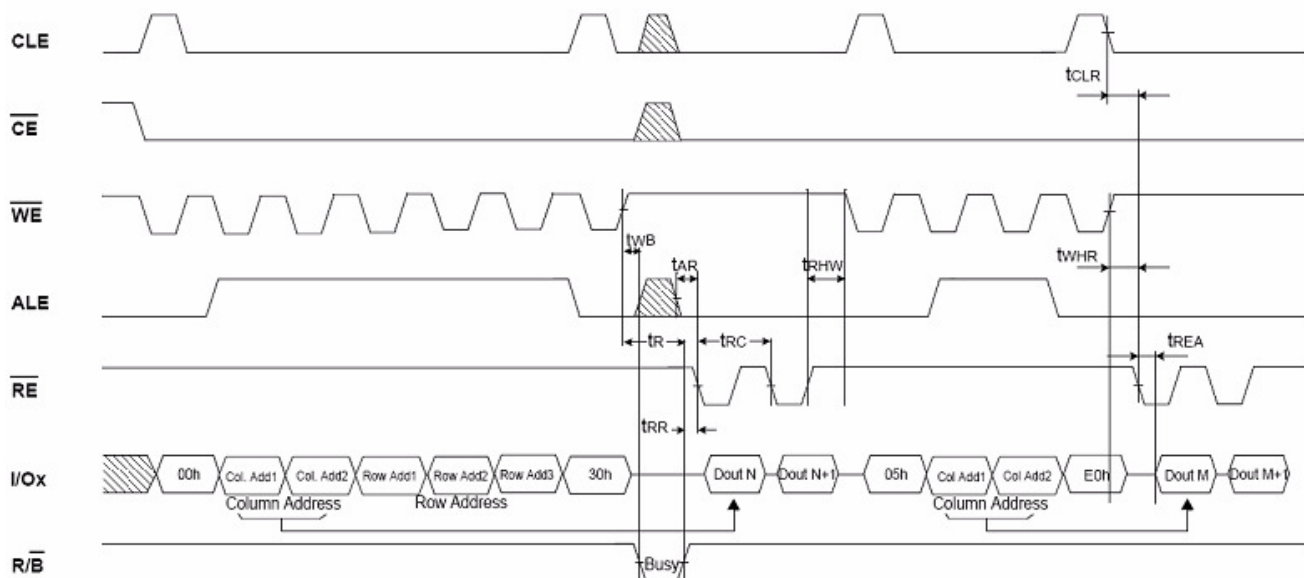 CLE
tCLR
CE
WE
tWB
tAR
tRHW
tWHR
ALE
tR
tRC
tREA
RE
tRR
I/Ox
00h
Col. Add1
Col. Add2
Row Add1
Row Add2
Row Add3
30h
Dout N
Dout N+1
05h
Col Add1
Col Add2
E0h
Dout M
Dout M+1
Column Address
Row Address
Column Address
R/B
Busy